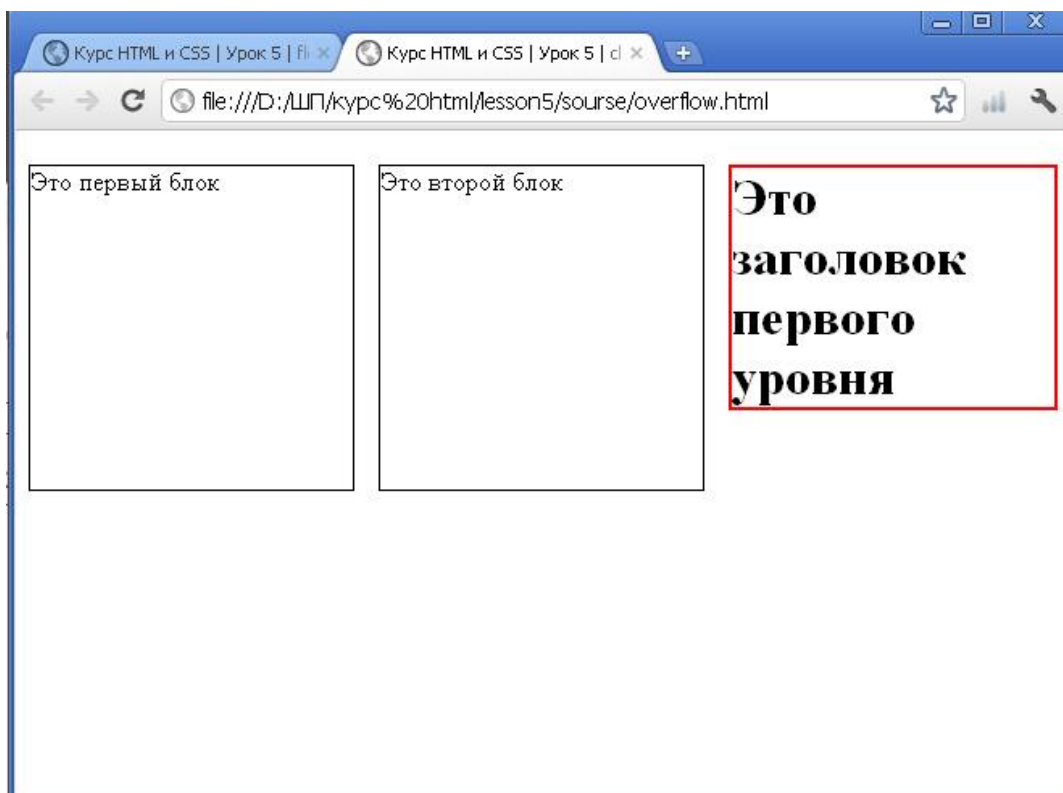 Курс HTML и CSS | Урок 5 | fl
Курс HTML и CSS | Урок 5 | cl
file:///D:/ШП/курс%20html/lesson5/sourse/overflow.html
Это первый блок
Это второй блок
Это
заголовок
первого
уровня